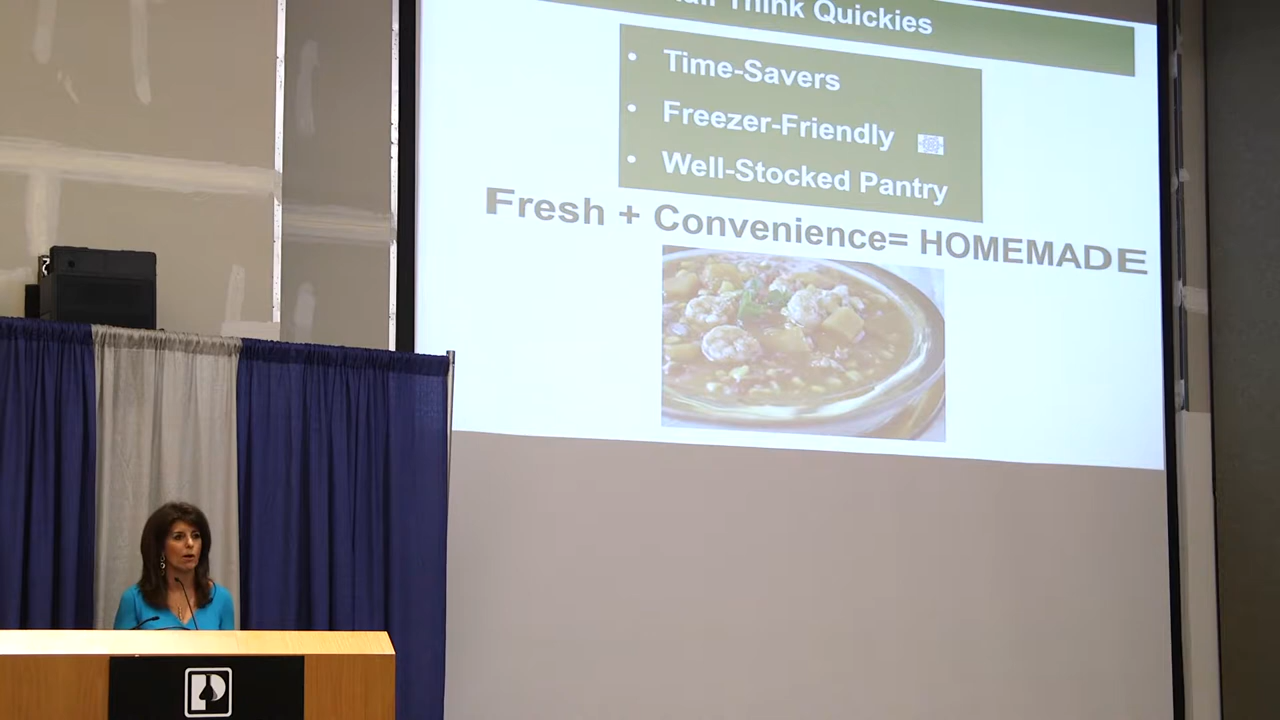 Think Quickies
• Time-Savers
• Freezer-Friendly
• Well-Stocked Pantry
Fresh + Convenience= HOMEMADE